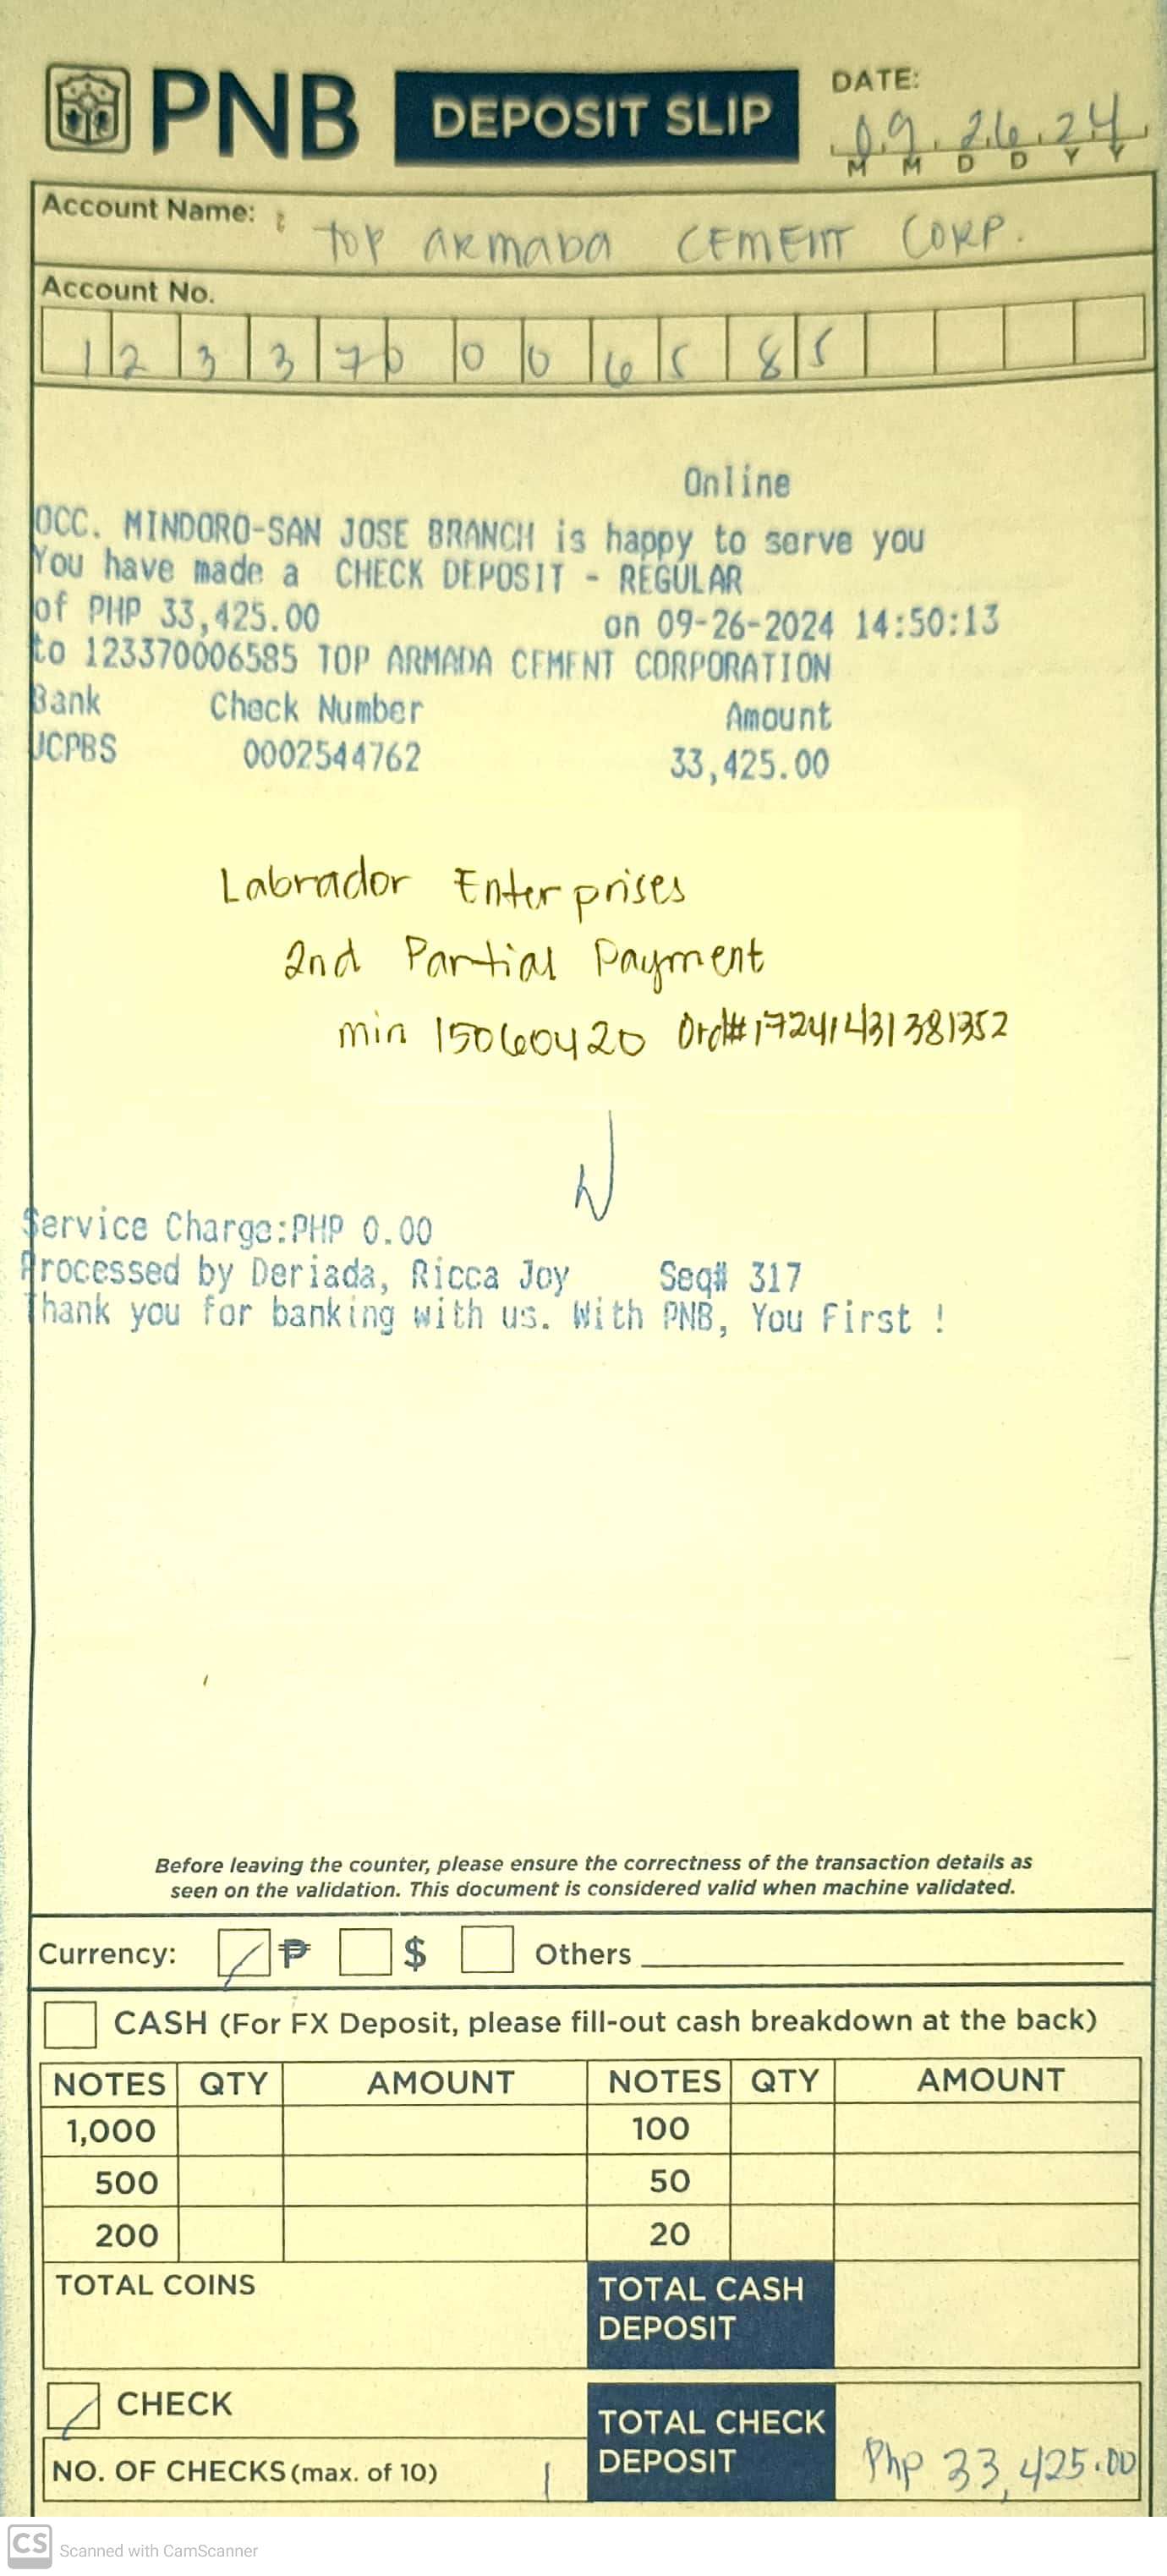 PNB DEPOSIT SLIP
DATE:
09 26 24
M M D D Y Y
Account Name: TOP ARMADA CEMENT CORP.
Account No.
1 2 3 3 7 0 0 0 6 5 8 5
Online
OCC. MINDORO-SAN JOSE BRANCH is happy to serve you
You have made a CHECK DEPOSIT - REGULAR
of PHP 33,425.00 on 09-26-2024 14:50:13
to 123370006585 TOP ARMADA CEMENT CORPORATION
Bank Check Number Amount
UCPBS 0002544762 33,425.00
Labrador Enterprises
2nd Partial Payment
min 15060420 Ord# 17241431381352
Service Charge:PHP 0.00
Processed by Deriada, Ricca Joy Seq# 317
Thank you for banking with us. With PNB, You First !
Before leaving the counter, please ensure the correctness of the transaction details as
seen on the validation. This document is considered valid when machine validated.
Currency: ₱ $ Others
CASH (For FX Deposit, please fill-out cash breakdown at the back)
NOTES QTY AMOUNT NOTES QTY AMOUNT
1,000 100
500 50
200 20
TOTAL COINS TOTAL CASH
DEPOSIT
CHECK
TOTAL CHECK
DEPOSIT Php 33,425.00
NO. OF CHECKS (max. of 10) 1
CS Scanned with CamScanner